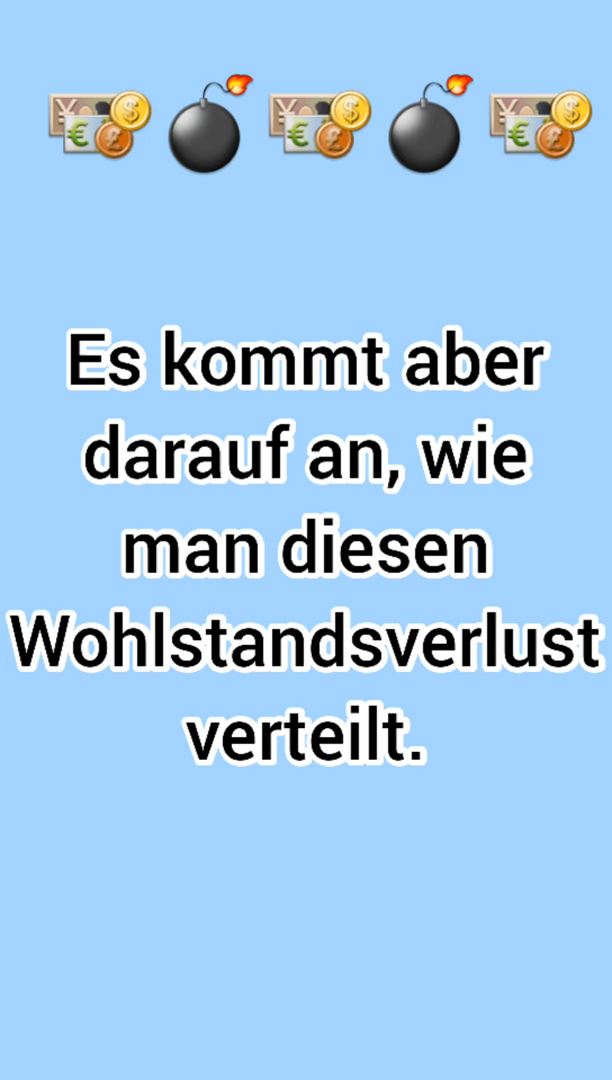 Es kommt aber
darauf an, wie
man diesen
Wohlstandsverlust
verteilt.